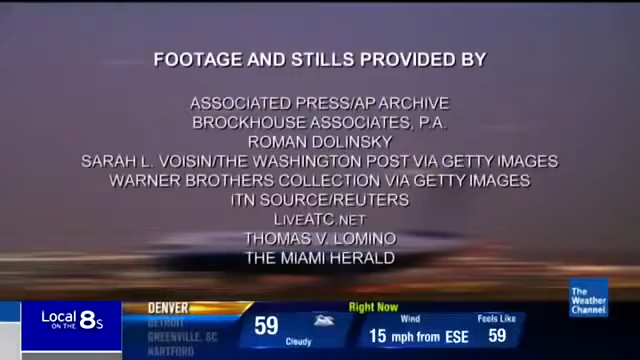 FOOTAGE AND STILLS PROVIDED BY
ASSOCIATED PRESS/AP ARCHIVE
BROCKHOUSE ASSOCIATES, P.A.
ROMAN DOLINSKY
SARAH L. VOISIN/THE WASHINGTON POST VIA GETTY IMAGES
WARNER BROTHERS COLLECTION VIA GETTY IMAGES
ITN SOURCE/REUTERS
LIVEATC.NET
THOMAS V. LOMINO
THE MIAMI HERALD
The
Weather
Channel
Local
ON THE 8s
DENVER
DETROIT
GREENVILLE, SC
HARTFORD
Right Now
59
Cloudy
Wind
15 mph from ESE
Feels Like
59